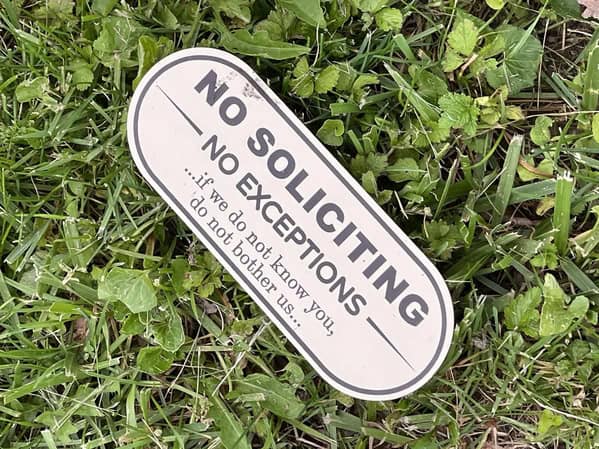 NO SOLICITING
NO EXCEPTIONS
...if we do not know you,
do not bother us...